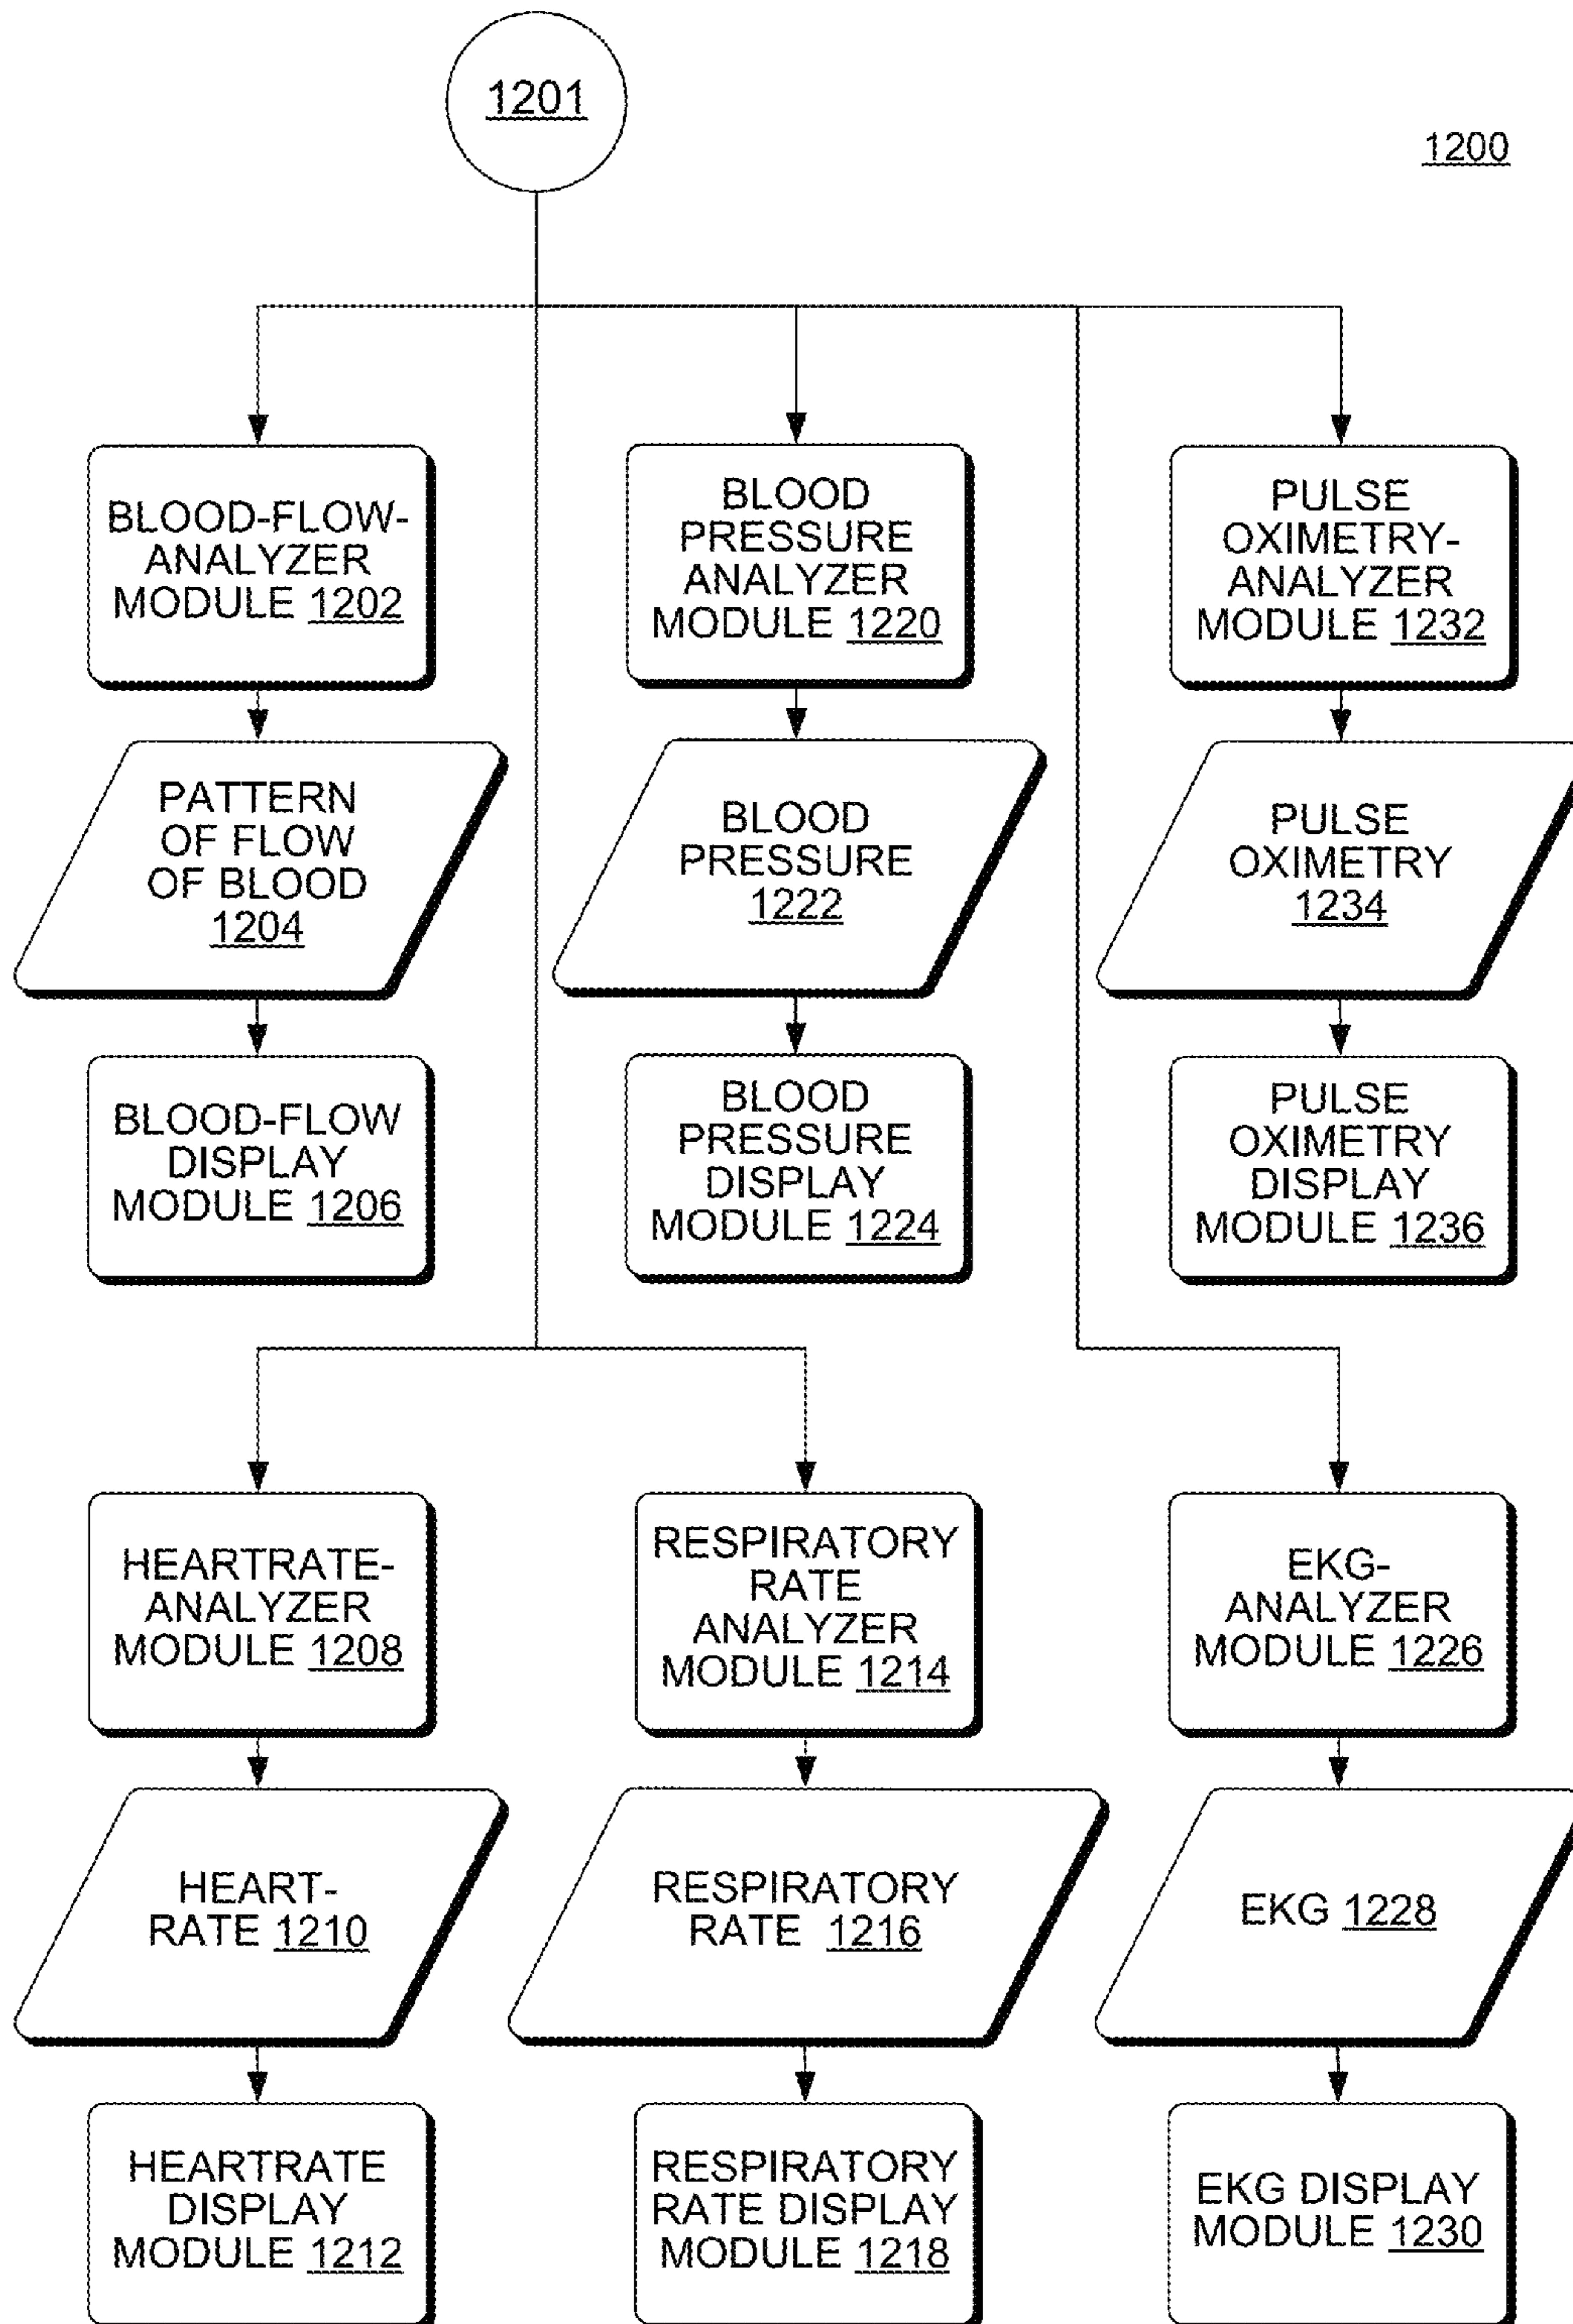 1201
1200
BLOOD-FLOW-
ANALYZER
MODULE 1202
BLOOD
PRESSURE
ANALYZER
MODULE 1220
PULSE
OXIMETRY-
ANALYZER
MODULE 1232
PATTERN
OF FLOW
OF BLOOD
1204
BLOOD
PRESSURE
1222
PULSE
OXIMETRY
1234
BLOOD-FLOW
DISPLAY
MODULE 1206
BLOOD
PRESSURE
DISPLAY
MODULE 1224
PULSE
OXIMETRY
DISPLAY
MODULE 1236
HEARTRATE-
ANALYZER
MODULE 1208
RESPIRATORY
RATE
ANALYZER
MODULE 1214
EKG-
ANALYZER
MODULE 1226
HEART-
RATE 1210
RESPIRATORY
RATE 1216
EKG 1228
HEARTRATE
DISPLAY
MODULE 1212
RESPIRATORY
RATE DISPLAY
MODULE 1218
EKG DISPLAY
MODULE 1230